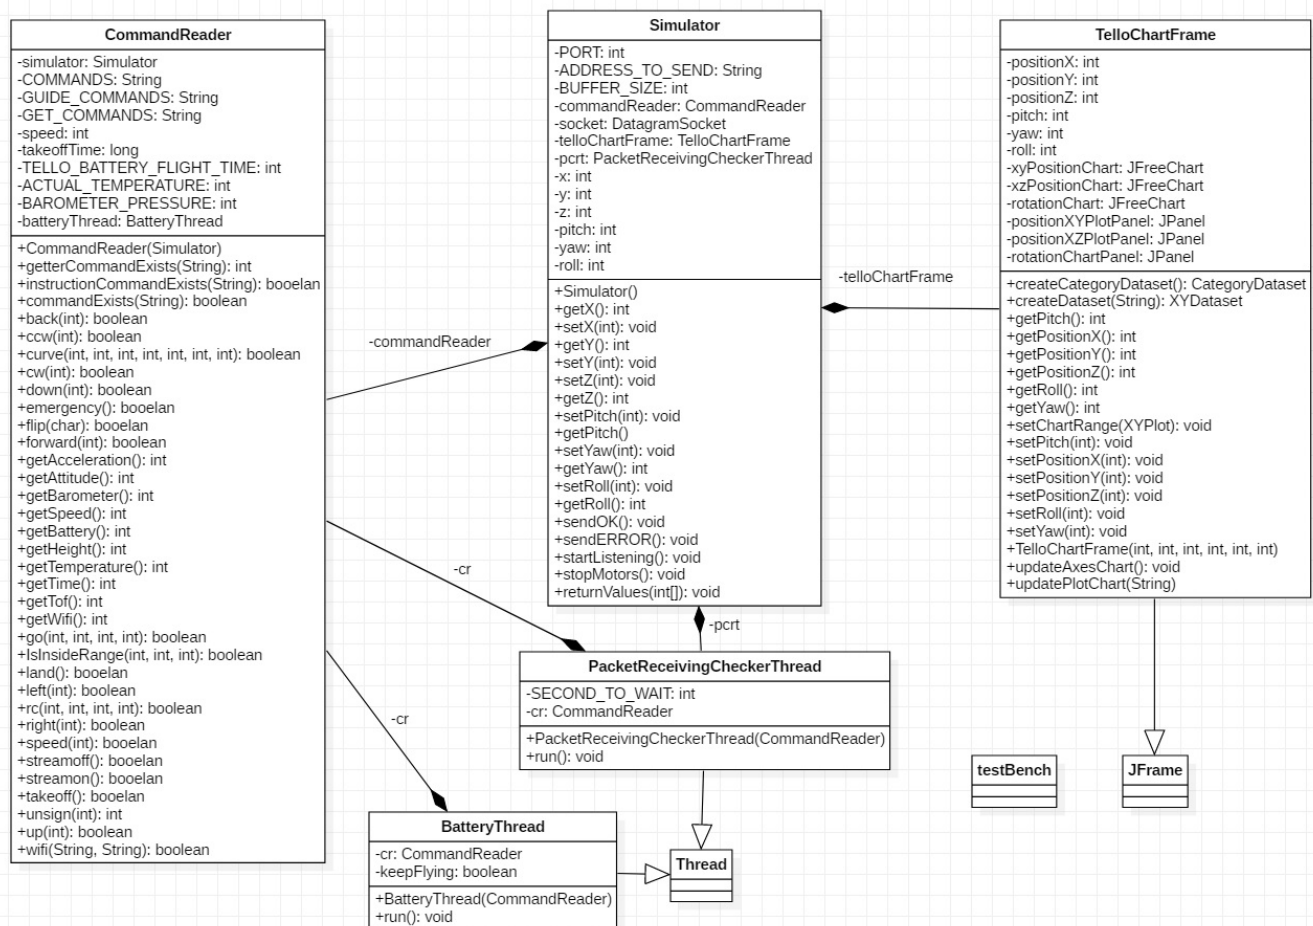 CommandReader
-simulator: Simulator
-COMMANDS: String
-GUIDE_COMMANDS: String
-GET_COMMANDS: String
-speed: int
-takeoffTime: long
-TELLO_BATTERY_FLIGHT_TIME: int
-ACTUAL_TEMPERATURE: int
-BAROMETER_PRESSURE: int
-batteryThread: BatteryThread
+CommandReader(Simulator)
+getterCommandExists(String): int
+instructionCommandExists(String): booelan
+commandExists(String): boolean
+back(int): boolean
+ccw(int): boolean
+curve(int, int, int, int, int, int, int): boolean
+cw(int): boolean
+down(int): boolean
+emergency(): booelan
+flip(char): booelan
+forward(int): boolean
+getAcceleration(): int
+getAttitude(): int
+getBarometer(): int
+getSpeed(): int
+getBattery(): int
+getHeight(): int
+getTemperature(): int
+getTime(): int
+getTof(): int
+getWifi(): int
+go(int, int, int, int): boolean
+IsInsideRange(int, int, int): boolean
+land(): booelan
+left(int): boolean
+rc(int, int, int, int): boolean
+right(int): boolean
+speed(int): booelan
+streamoff(): booelan
+streamon(): booelan
+takeoff(): booelan
+unsign(int): int
+up(int): boolean
+wifi(String, String): boolean
-commandReader
-cr
-cr
Simulator
-PORT: int
-ADDRESS_TO_SEND: String
-BUFFER_SIZE: int
-commandReader: CommandReader
-socket: DatagramSocket
-telloChartFrame: TelloChartFrame
-pcrt: PacketReceivingCheckerThread
-x: int
-y: int
-z: int
-pitch: int
-yaw: int
-roll: int
+Simulator()
+getX(): int
+setX(int): void
+getY(): int
+setY(int): void
+setZ(int): void
+getZ(): int
+setPitch(int): void
+getPitch()
+setYaw(int): void
+getYaw(): int
+setRoll(int): void
+getRoll(): int
+sendOK(): void
+sendERROR(): void
+startListening(): void
+stopMotors(): void
+returnValues(int[]): void
-telloChartFrame
-pcrt
PacketReceivingCheckerThread
-SECOND_TO_WAIT: int
-cr: CommandReader
+PacketReceivingCheckerThread(CommandReader)
+run(): void
BatteryThread
-cr: CommandReader
-keepFlying: boolean
+BatteryThread(CommandReader)
+run(): void
Thread
TelloChartFrame
-positionX: int
-positionY: int
-positionZ: int
-pitch: int
-yaw: int
-roll: int
-xyPositionChart: JFreeChart
-xzPositionChart: JFreeChart
-rotationChart: JFreeChart
-positionXYPlotPanel: JPanel
-positionXZPlotPanel: JPanel
-rotationChartPanel: JPanel
+createCategoryDataset(): CategoryDataset
+createDataset(String): XYDataset
+getPitch(): int
+getPositionX(): int
+getPositionY(): int
+getPositionZ(): int
+getRoll(): int
+getYaw(): int
+setChartRange(XYPlot): void
+setPitch(int): void
+setPositionX(int): void
+setPositionY(int): void
+setPositionZ(int): void
+setRoll(int): void
+setYaw(int): void
+TelloChartFrame(int, int, int, int, int, int)
+updateAxesChart(): void
+updatePlotChart(String)
testBench
JFrame